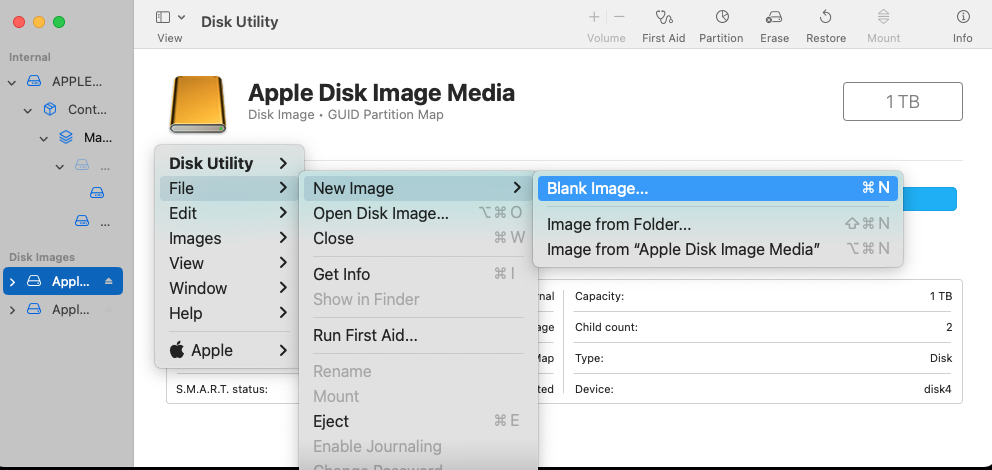 Disk Utility
View
Volume
First Aid
Partition
Erase
Restore
Mount
Info
Internal
APPLE...
Cont...
Ma...
...
...
Disk Images
Appl...
Appl...
Apple Disk Image Media
Disk Image • GUID Partition Map
1 TB
Disk Utility
File
Edit
Images
View
Window
Help
Apple
New Image
Open Disk Image... ⌥⌘O
Close ⌘W
Get Info ⌘I
Show in Finder
Run First Aid...
Rename
Mount
Eject ⌘E
Enable Journaling
Change Password
Blank Image... ⌘N
Image from Folder... ⇧⌘N
Image from “Apple Disk Image Media” ⌥⌘N
Capacity: 1 TB
Child count: 2
Type: Disk
S.M.A.R.T. status:
Device: disk4